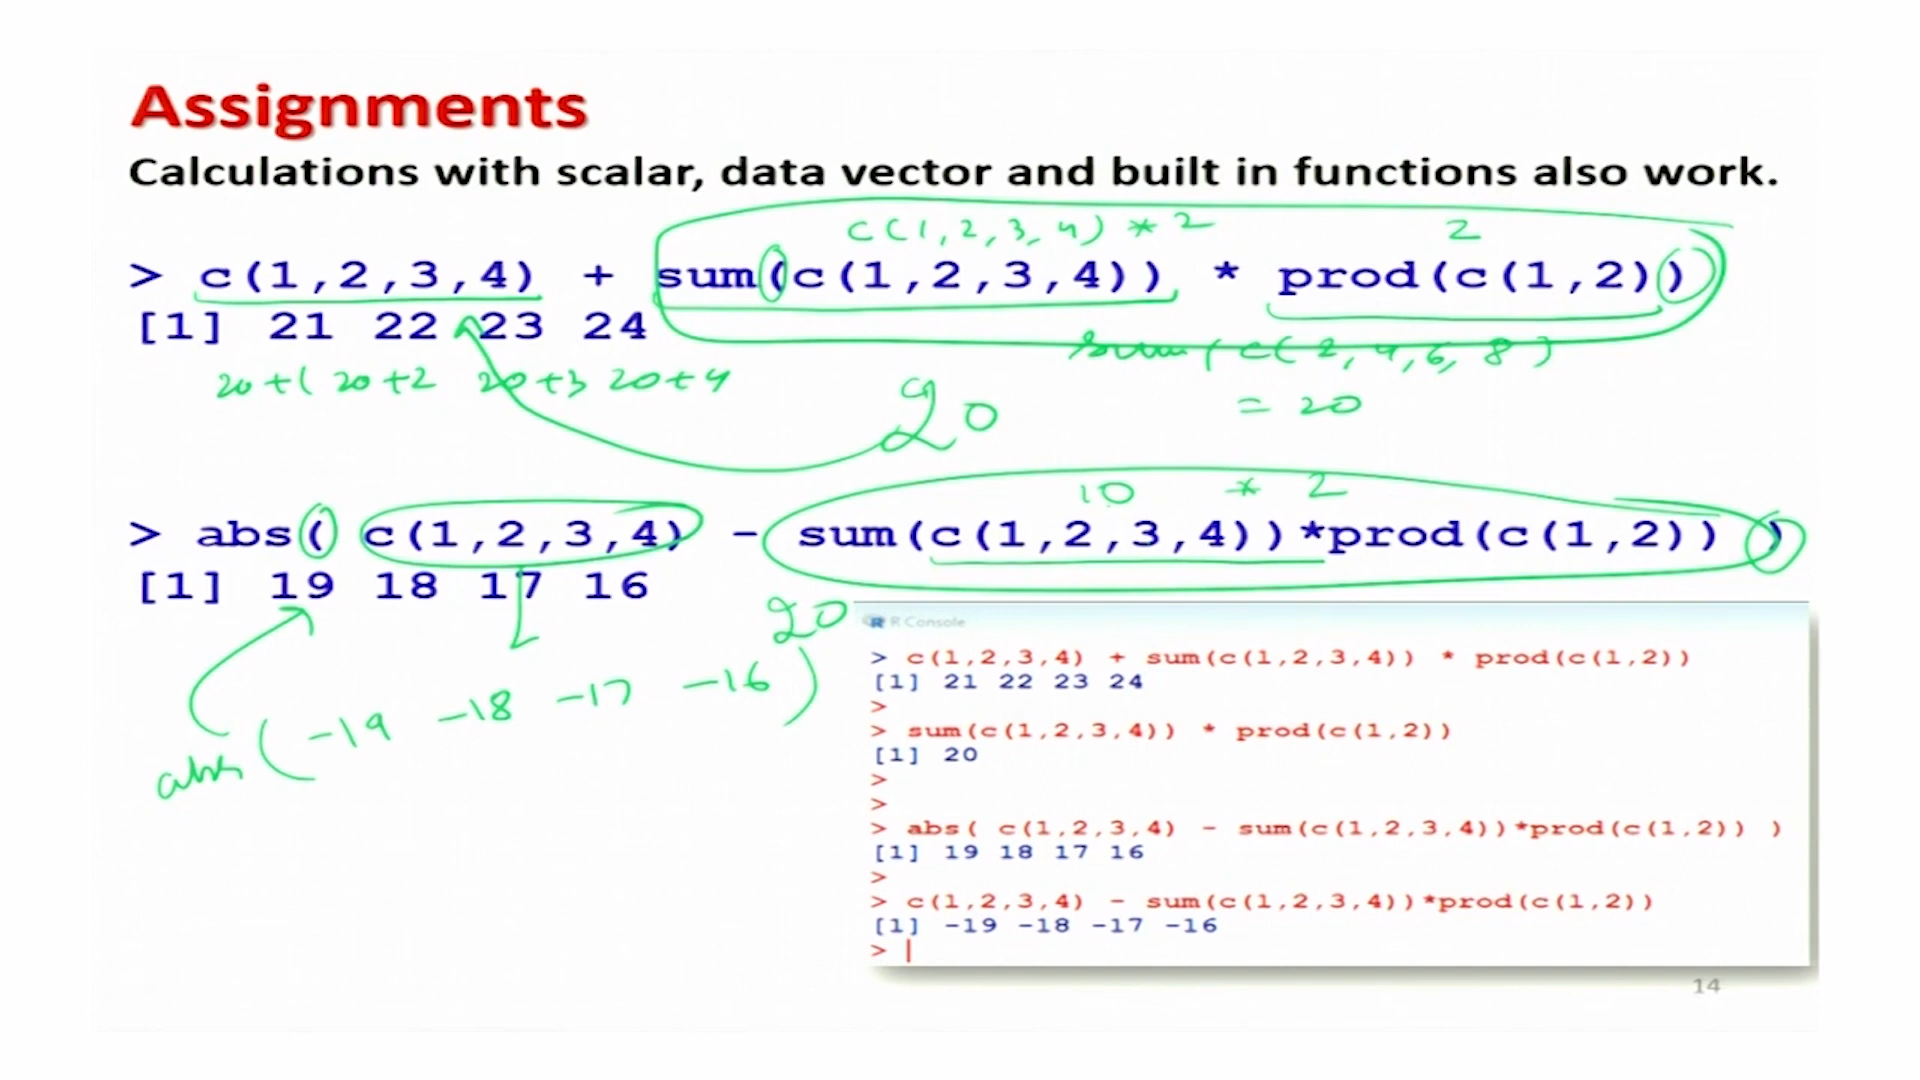 Assignments
Calculations with scalar, data vector and built in functions also work.
c(1,2,3,4) * 2 2
> c(1,2,3,4) + sum(c(1,2,3,4)) * prod(c(1,2))
[1] 21 22 23 24
sum(c(2,4,6,8)
20+1 20+2 20+3 20+4
20
= 20
10 * 2
> abs( c(1,2,3,4) - sum(c(1,2,3,4))*prod(c(1,2)) )
[1] 19 18 17 16
20
abs(-19 -18 -17 -16)
R Console
> c(1,2,3,4) + sum(c(1,2,3,4)) * prod(c(1,2))
[1] 21 22 23 24
>
> sum(c(1,2,3,4)) * prod(c(1,2))
[1] 20
>
>
> abs( c(1,2,3,4) - sum(c(1,2,3,4))*prod(c(1,2)) )
[1] 19 18 17 16
>
> c(1,2,3,4) - sum(c(1,2,3,4))*prod(c(1,2))
[1] -19 -18 -17 -16
> |
14